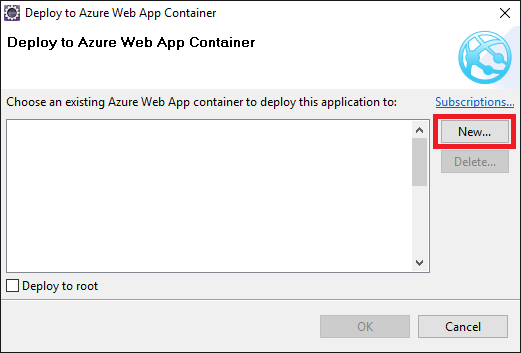 Deploy to Azure Web App Container
Deploy to Azure Web App Container
Choose an existing Azure Web App container to deploy this application to:
Subscriptions...
New...
Delete...
Deploy to root
OK
Cancel